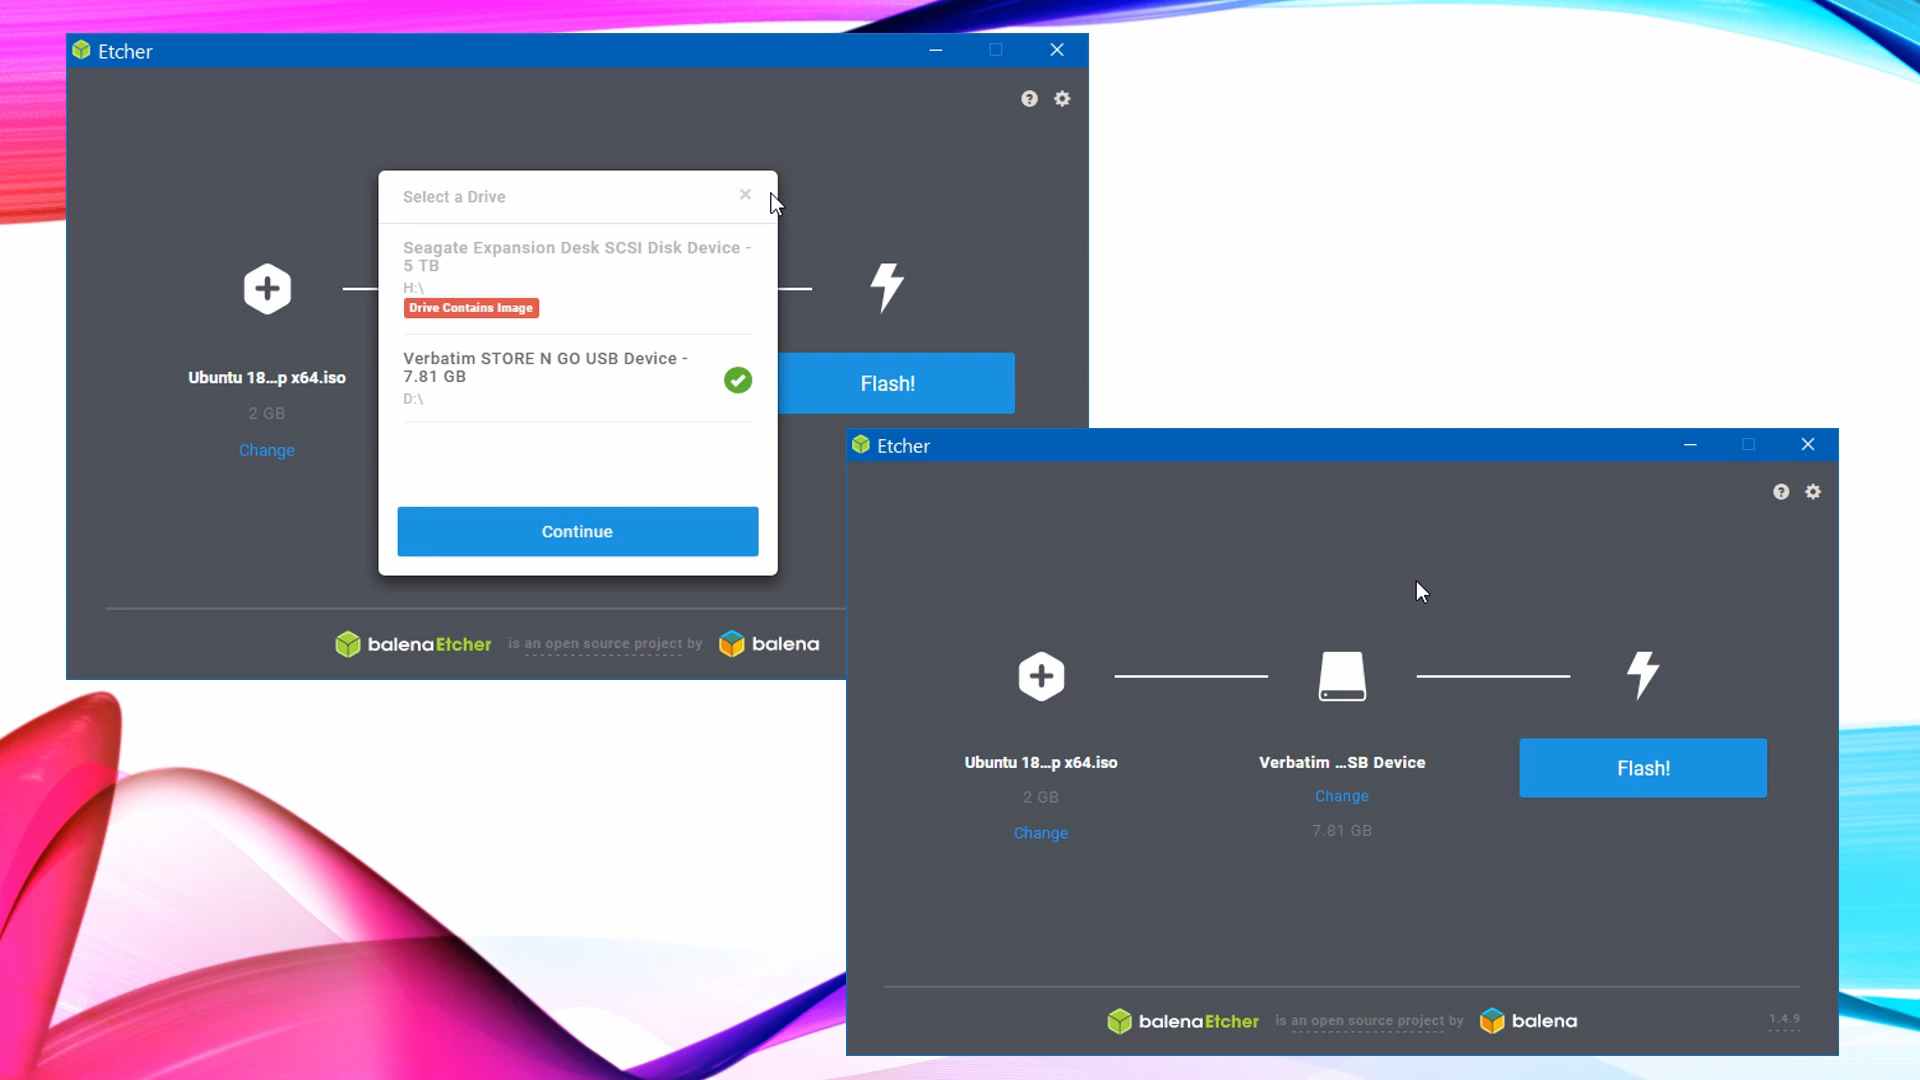 Etcher
Select a Drive
Seagate Expansion Desk SCSI Disk Device -
5 TB
H:\
Drive Contains Image
Verbatim STORE N GO USB Device -
7.81 GB
D:\
Continue
Ubuntu 18...p x64.iso
2 GB
Change
Flash!
balenaEtcher is an open source project by balena
Etcher
Ubuntu 18...p x64.iso
2 GB
Change
Verbatim ...SB Device
Change
7.81 GB
Flash!
balenaEtcher is an open source project by balena
1.4.9